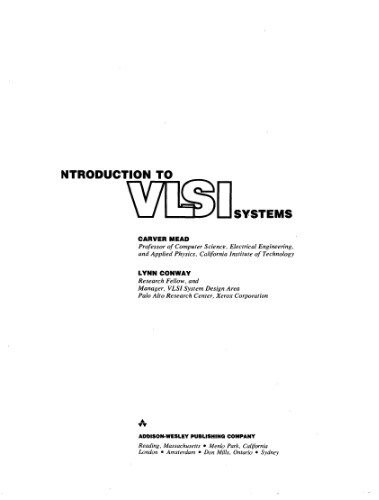 NTRODUCTION TO
VLSI SYSTEMS
CARVER MEAD
Professor of Computer Science, Electrical Engineering,
and Applied Physics, California Institute of Technology
LYNN CONWAY
Research Fellow, and
Manager, VLSI System Design Area
Palo Alto Research Center, Xerox Corporation
ADDISON-WESLEY PUBLISHING COMPANY
Reading, Massachusetts • Menlo Park, California
London • Amsterdam • Don Mills, Ontario • Sydney